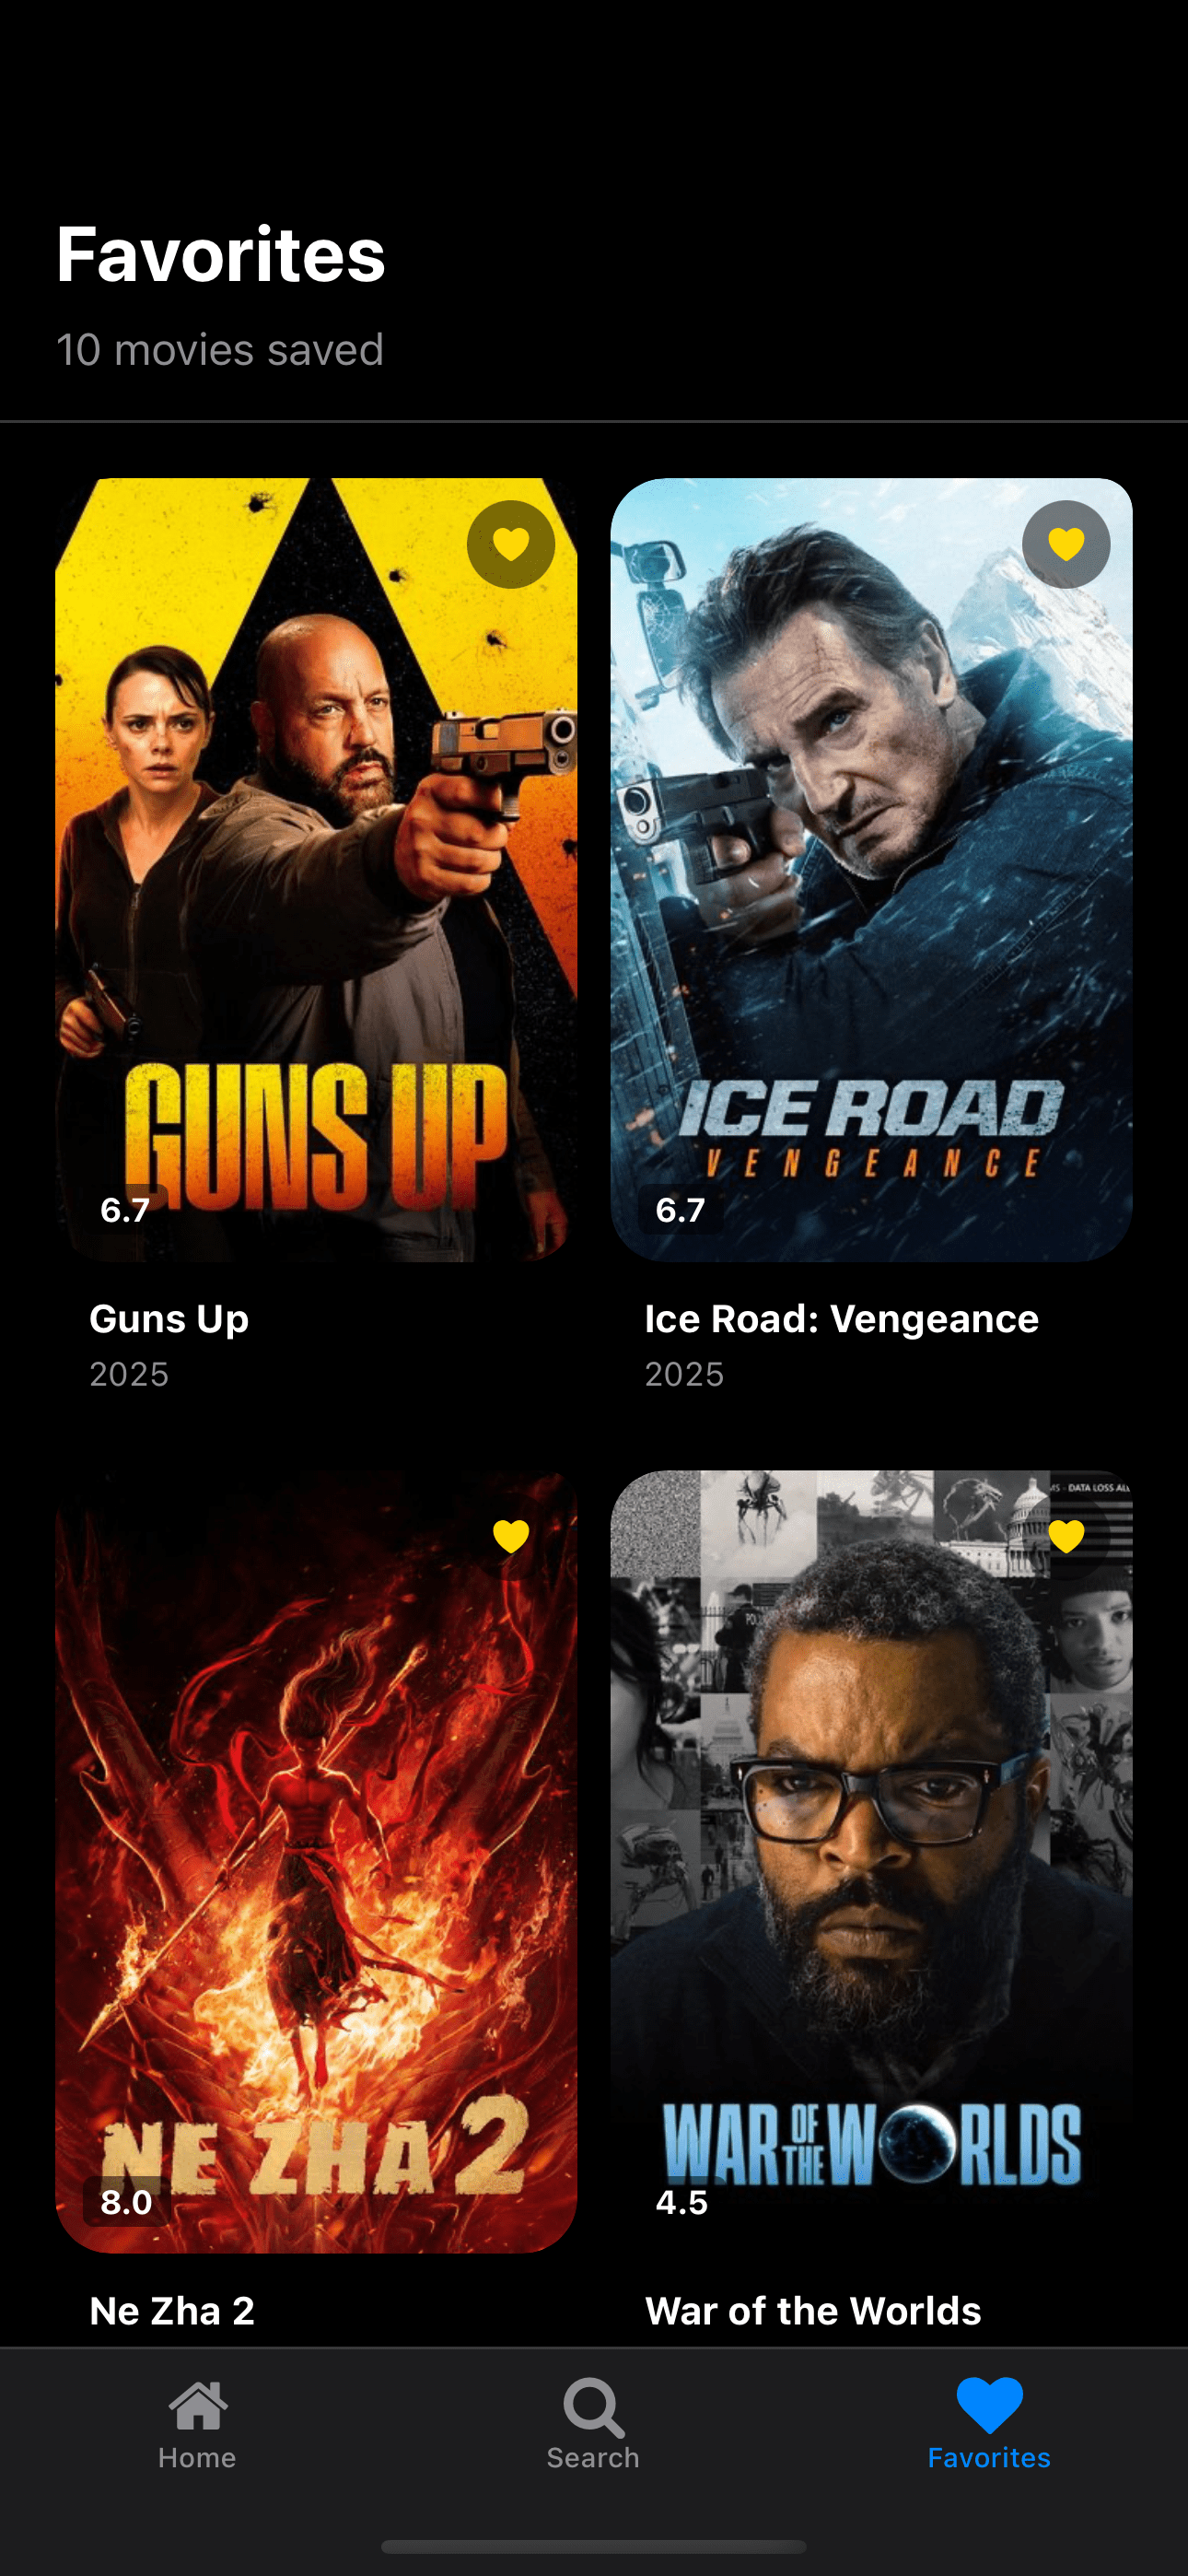 Favorites
10 movies saved
GUNS UP
6.7
ICE ROAD
VENGEANCE
6.7
Guns Up
2025
Ice Road: Vengeance
2025
MS - DATA LOSS
NE ZHA 2
8.0
WAR OF THE WORLDS
4.5
Ne Zha 2
War of the Worlds
Home
Search
Favorites